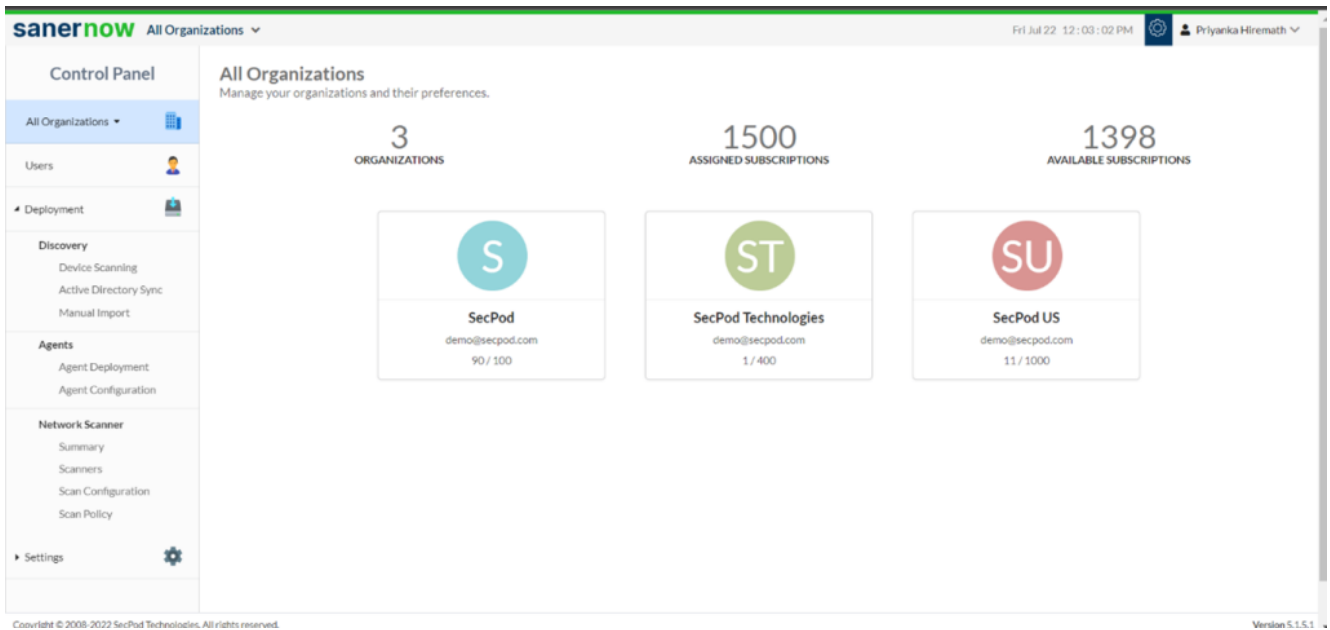 sanernow All Organizations
Fri Jul 22 12:03:02 PM
Priyanka Hiremath
Control Panel
All Organizations
Users
Deployment
Discovery
Device Scanning
Active Directory Sync
Manual Import
Agents
Agent Deployment
Agent Configuration
Network Scanner
Summary
Scanners
Scan Configuration
Scan Policy
Settings
All Organizations
Manage your organizations and their preferences.
3
ORGANIZATIONS
1500
ASSIGNED SUBSCRIPTIONS
1398
AVAILABLE SUBSCRIPTIONS
S
SecPod
demo@secpod.com
90 / 100
ST
SecPod Technologies
demo@secpod.com
1 / 400
SU
SecPod US
demo@secpod.com
11 / 1000
Copyright © 2008-2022 SecPod Technologies. All rights reserved.
Version 5.1.5.1